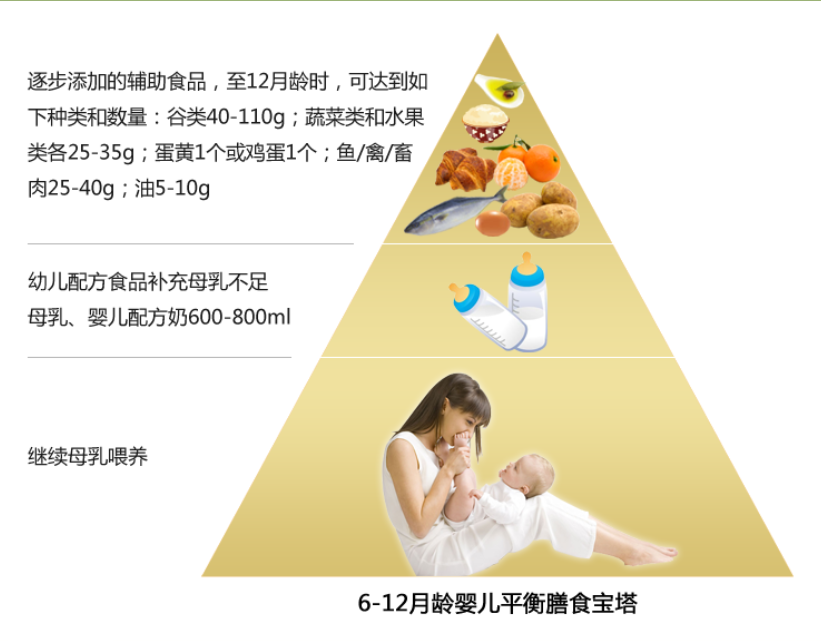 逐步添加的辅助食品，至12月龄时，可达到如
下种类和数量：谷类40-110g；蔬菜类和水果
类各25-35g；蛋黄1个或鸡蛋1个；鱼/禽/畜
肉25-40g；油5-10g
幼儿配方食品补充母乳不足
母乳、婴儿配方奶600-800ml
继续母乳喂养
6-12月龄婴儿平衡膳食宝塔